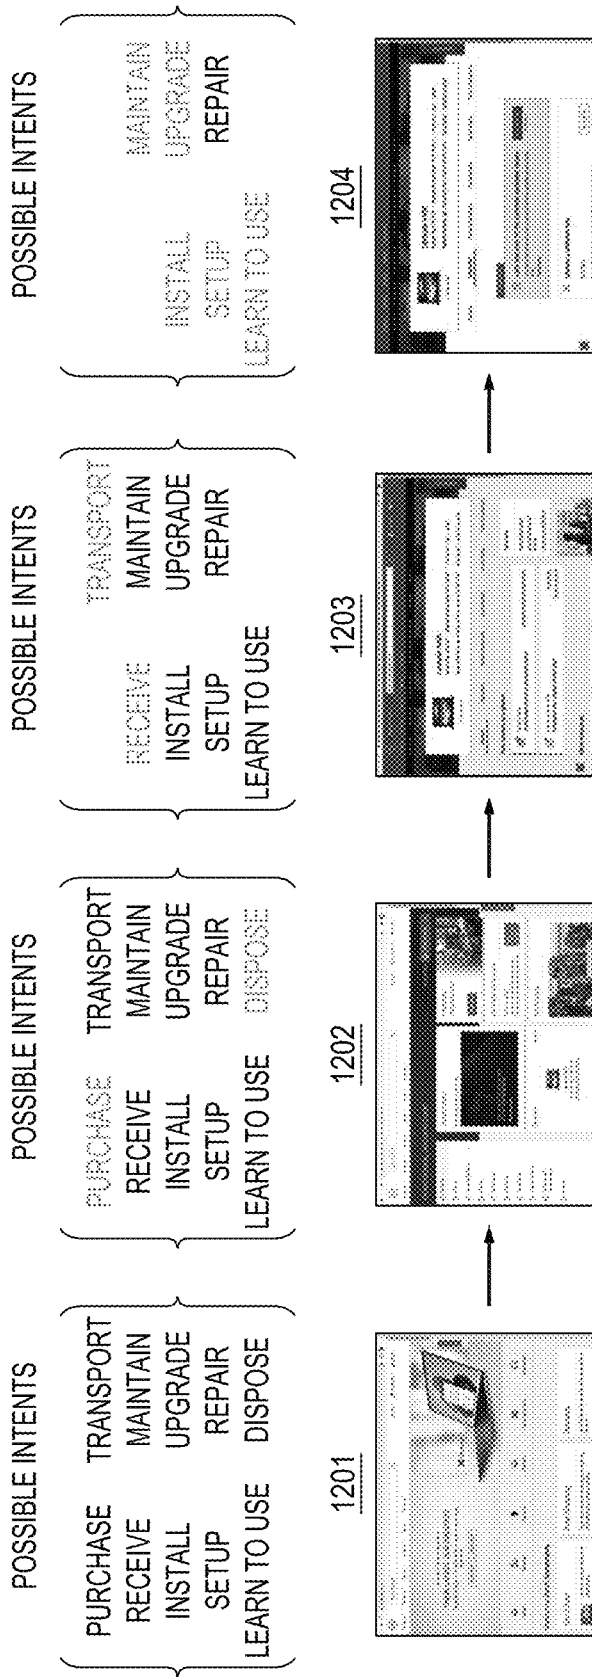 POSSIBLE INTENTS
PURCHASE TRANSPORT
RECEIVE MAINTAIN
INSTALL UPGRADE
SETUP REPAIR
LEARN TO USE DISPOSE
1201
POSSIBLE INTENTS
PURCHASE TRANSPORT
RECEIVE MAINTAIN
INSTALL UPGRADE
SETUP REPAIR
LEARN TO USE DISPOSE
1202
POSSIBLE INTENTS
RECEIVE TRANSPORT
INSTALL MAINTAIN
SETUP UPGRADE
LEARN TO USE REPAIR
1203
POSSIBLE INTENTS
INSTALL MAINTAIN
SETUP UPGRADE
LEARN TO USE REPAIR
1204